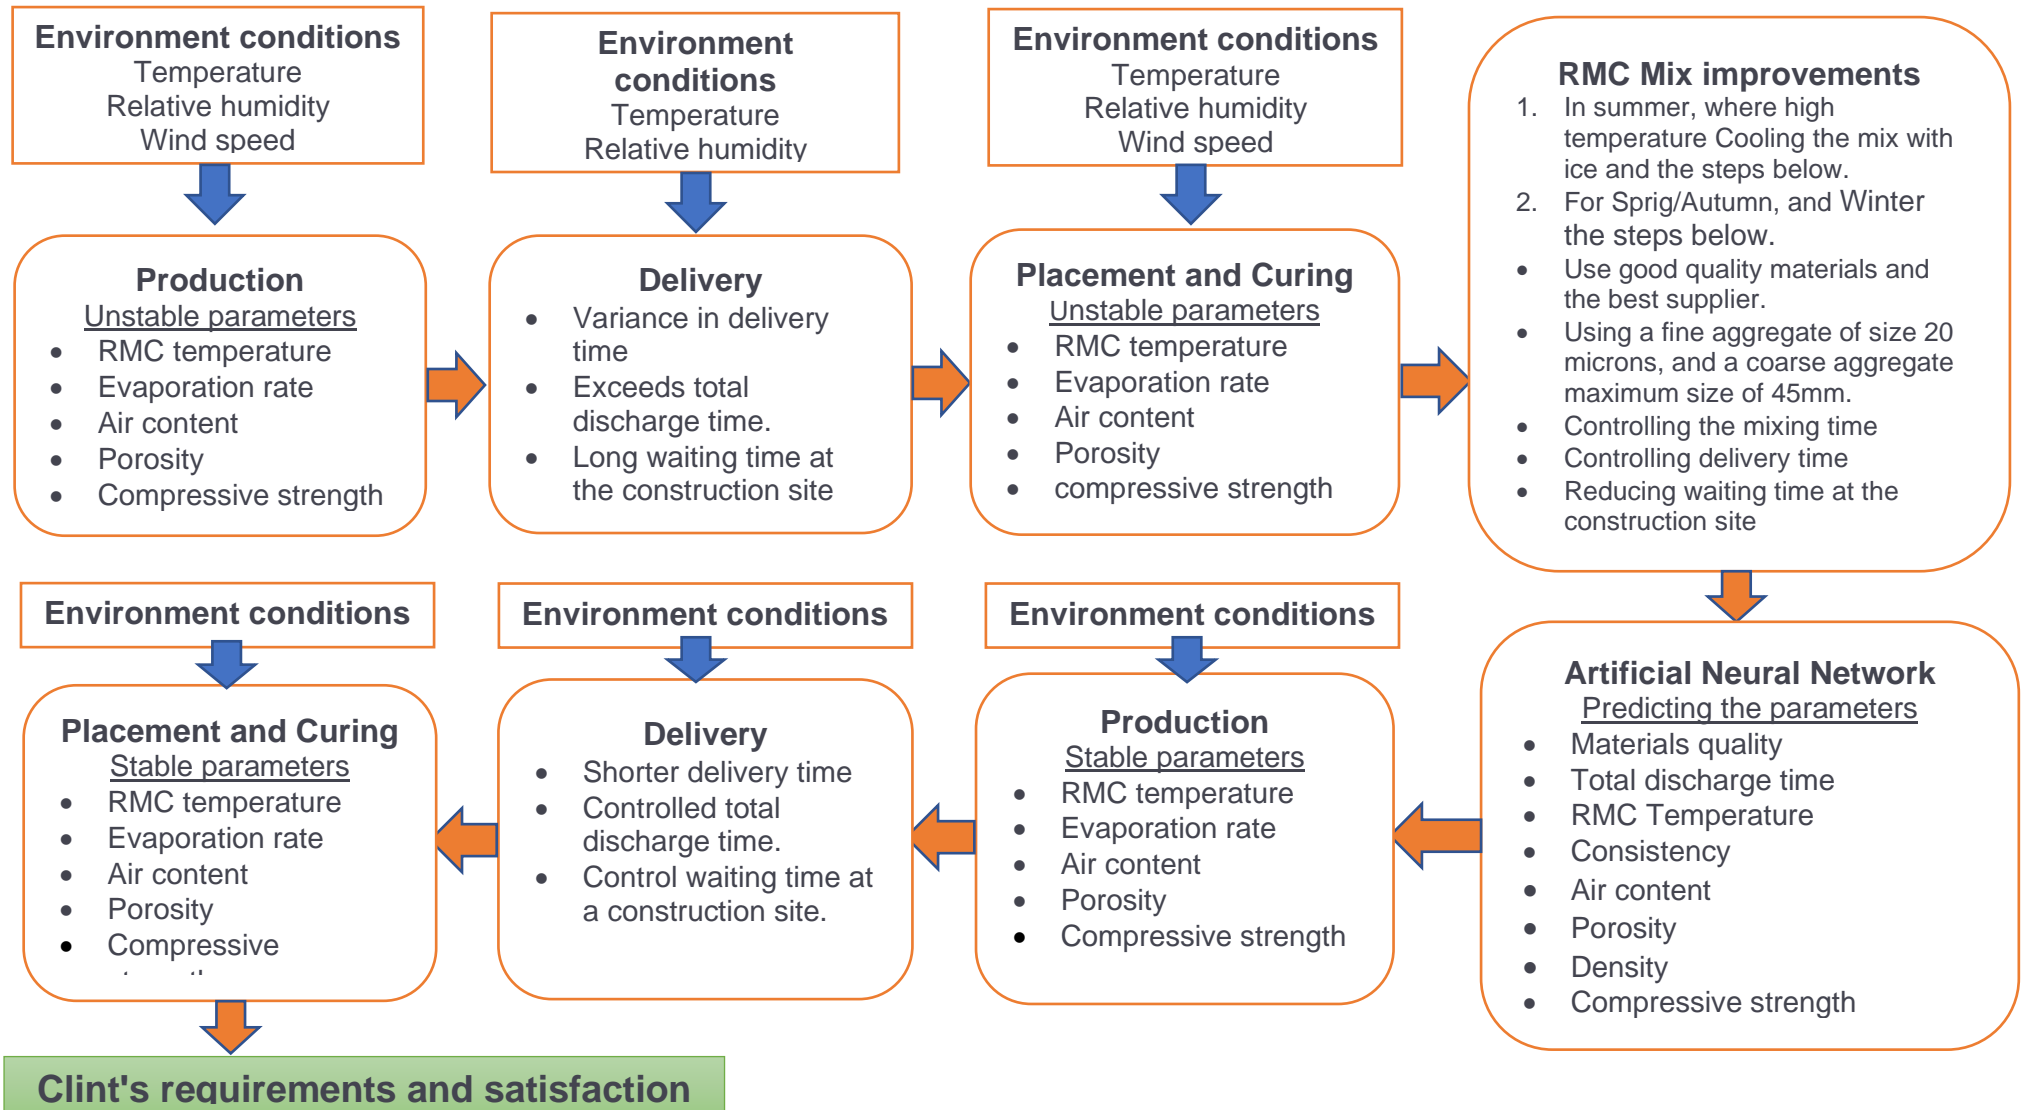 Environment conditions
Temperature
Relative humidity
Wind speed
Environment
conditions
Temperature
Relative humidity
Environment conditions
Temperature
Relative humidity
Wind speed
Production
Unstable parameters
• RMC temperature
• Evaporation rate
• Air content
• Porosity
• Compressive strength
Delivery
• Variance in delivery
time
• Exceeds total
discharge time.
• Long waiting time at
the construction site
Placement and Curing
Unstable parameters
• RMC temperature
• Evaporation rate
• Air content
• Porosity
• compressive strength
RMC Mix improvements
1. In summer, where high
temperature Cooling the mix with
ice and the steps below.
2. For Sprig/Autumn, and Winter
the steps below.
• Use good quality materials and
the best supplier.
• Using a fine aggregate of size 20
microns, and a coarse aggregate
maximum size of 45mm.
• Controlling the mixing time
• Controlling delivery time
• Reducing waiting time at the
construction site
Artificial Neural Network
Predicting the parameters
• Materials quality
• Total discharge time
• RMC Temperature
• Consistency
• Air content
• Porosity
• Density
• Compressive strength
Environment conditions
Production
Stable parameters
• RMC temperature
• Evaporation rate
• Air content
• Porosity
• Compressive strength
Environment conditions
Delivery
• Shorter delivery time
• Controlled total
discharge time.
• Control waiting time at
a construction site.
Environment conditions
Placement and Curing
Stable parameters
• RMC temperature
• Evaporation rate
• Air content
• Porosity
• Compressive
Clint's requirements and satisfaction